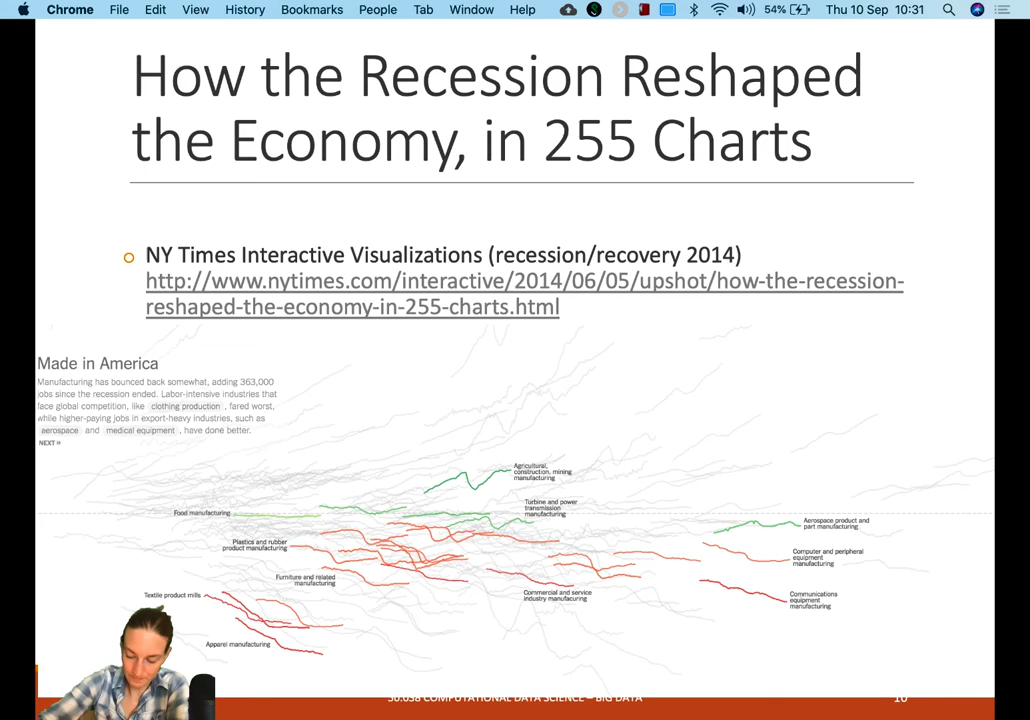 Chrome File Edit View History Bookmarks People Tab Window Help 54% Thu 10 Sep 10:31
How the Recession Reshaped
the Economy, in 255 Charts
NY Times Interactive Visualizations (recession/recovery 2014)
http://www.nytimes.com/interactive/2014/06/05/upshot/how-the-recession-
reshaped-the-economy-in-255-charts.html
Made in America
Manufacturing has bounced back somewhat, adding 363,000
jobs since the recession ended. Labor-intensive industries that
face global competition, like clothing production , fared worst,
while higher-paying jobs in export-heavy industries, such as
aerospace and medical equipment , have done better.
NEXT »
Agricultural,
construction, mining
manufacturing
Turbine and power
transmission
manufacturing
Food manufacturing
Aerospace product and
part manufacturing
Plastics and rubber
product manufacturing
Computer and peripheral
equipment
manufacturing
Furniture and related
manufacturing
Commercial and service
industry manufacuring
Textile product mills
Communications
equipment
manufacturing
Apparel manufacturing
50.038 COMPUTATIONAL DATA SCIENCE – BIG DATA 10